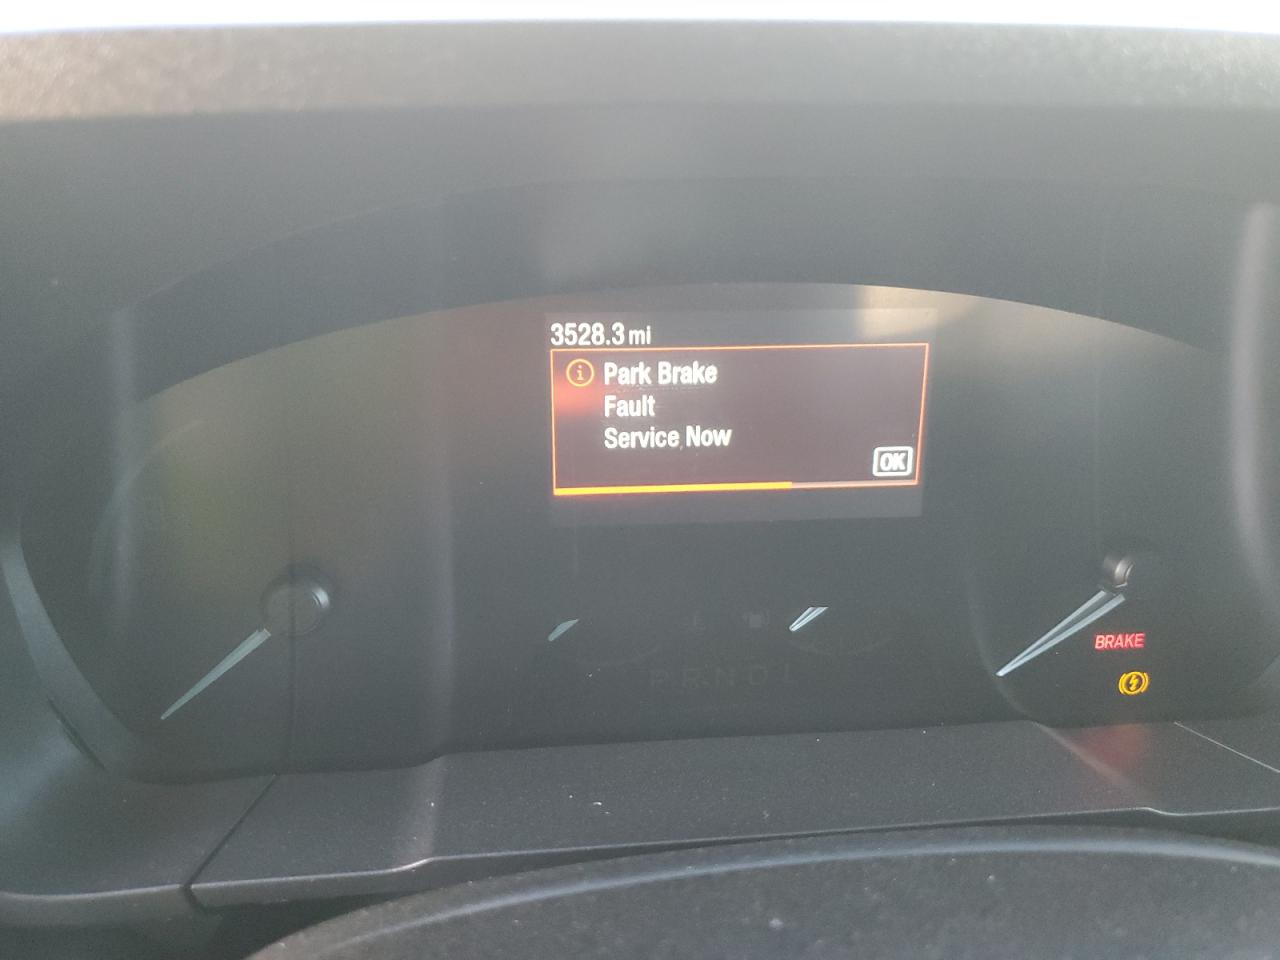 3528.3 mi
Park Brake
Fault
Service Now
OK
P R N D L
BRAKE